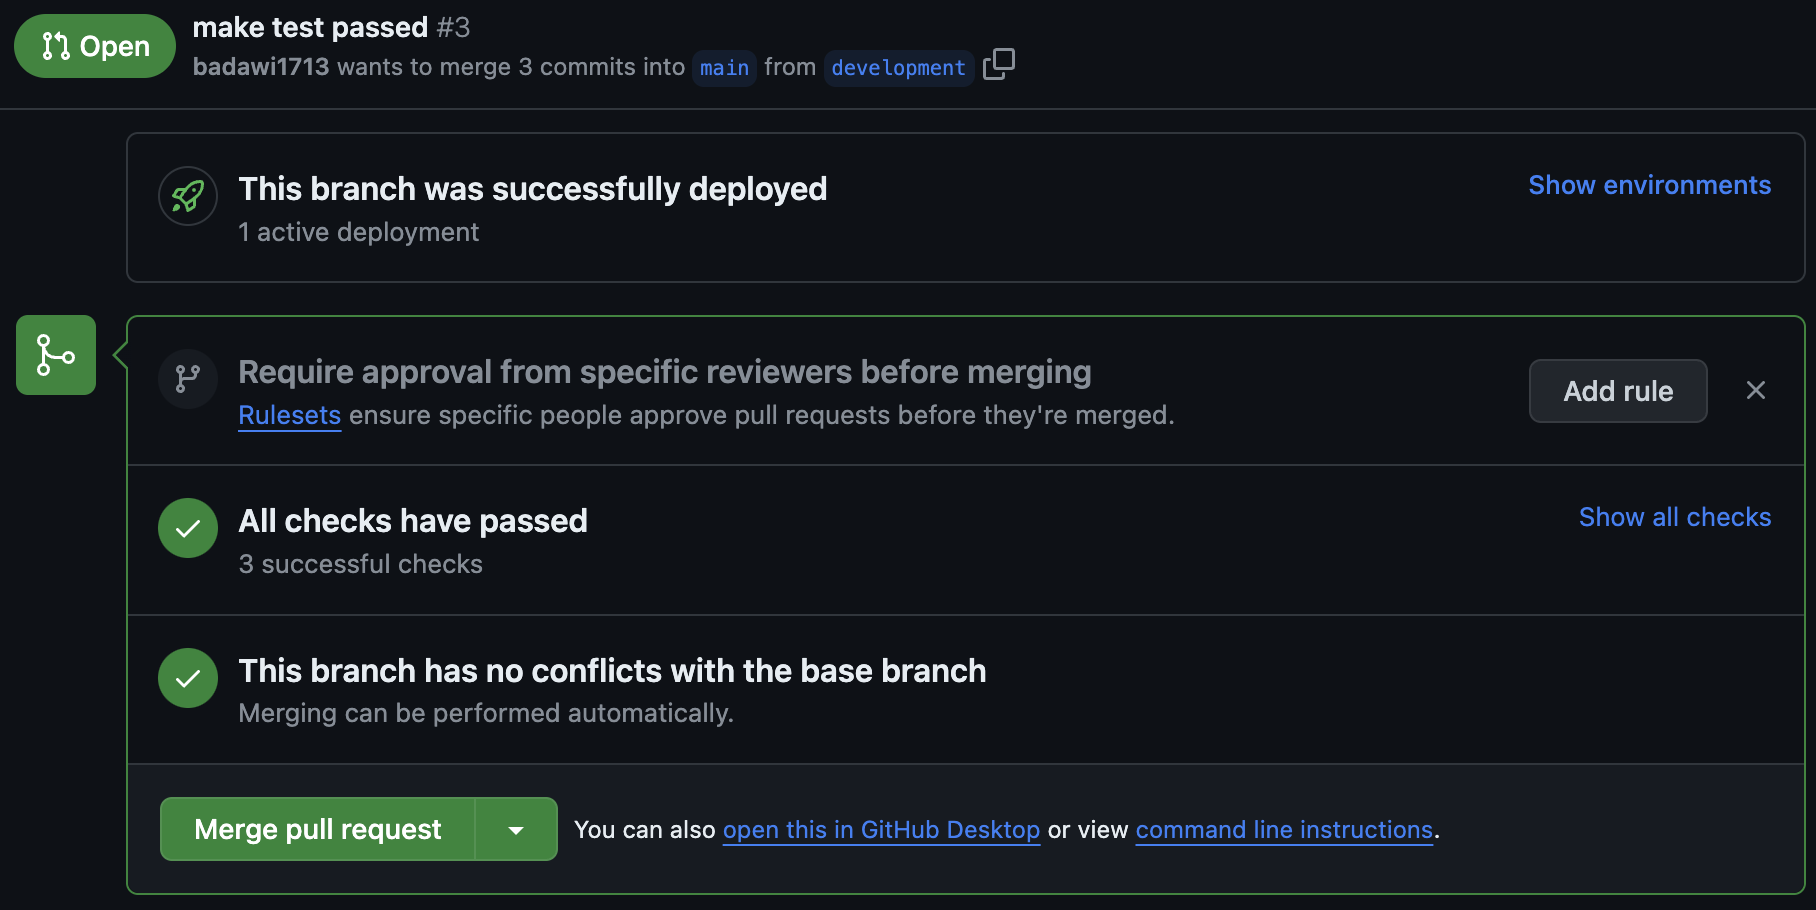 Open
make test passed #3
badawi1713 wants to merge 3 commits into main from development
This branch was successfully deployed
1 active deployment
Show environments
Require approval from specific reviewers before merging
Rulesets ensure specific people approve pull requests before they're merged.
Add rule
All checks have passed
3 successful checks
Show all checks
This branch has no conflicts with the base branch
Merging can be performed automatically.
Merge pull request
You can also open this in GitHub Desktop or view command line instructions.